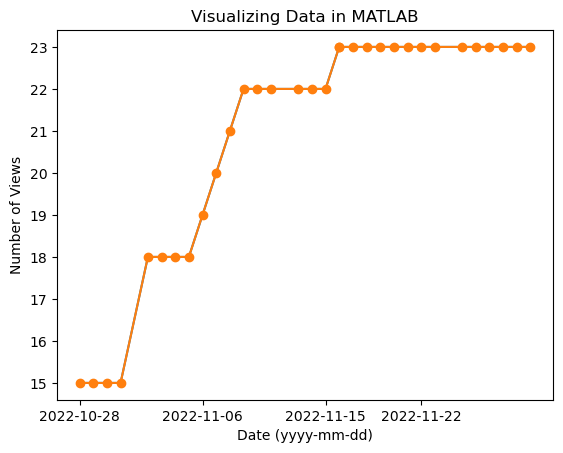 Visualizing Data in MATLAB
Number of Views
23
22
21
20
19
18
17
16
15
2022-10-28 2022-11-06 2022-11-15 2022-11-22
Date (yyyy-mm-dd)